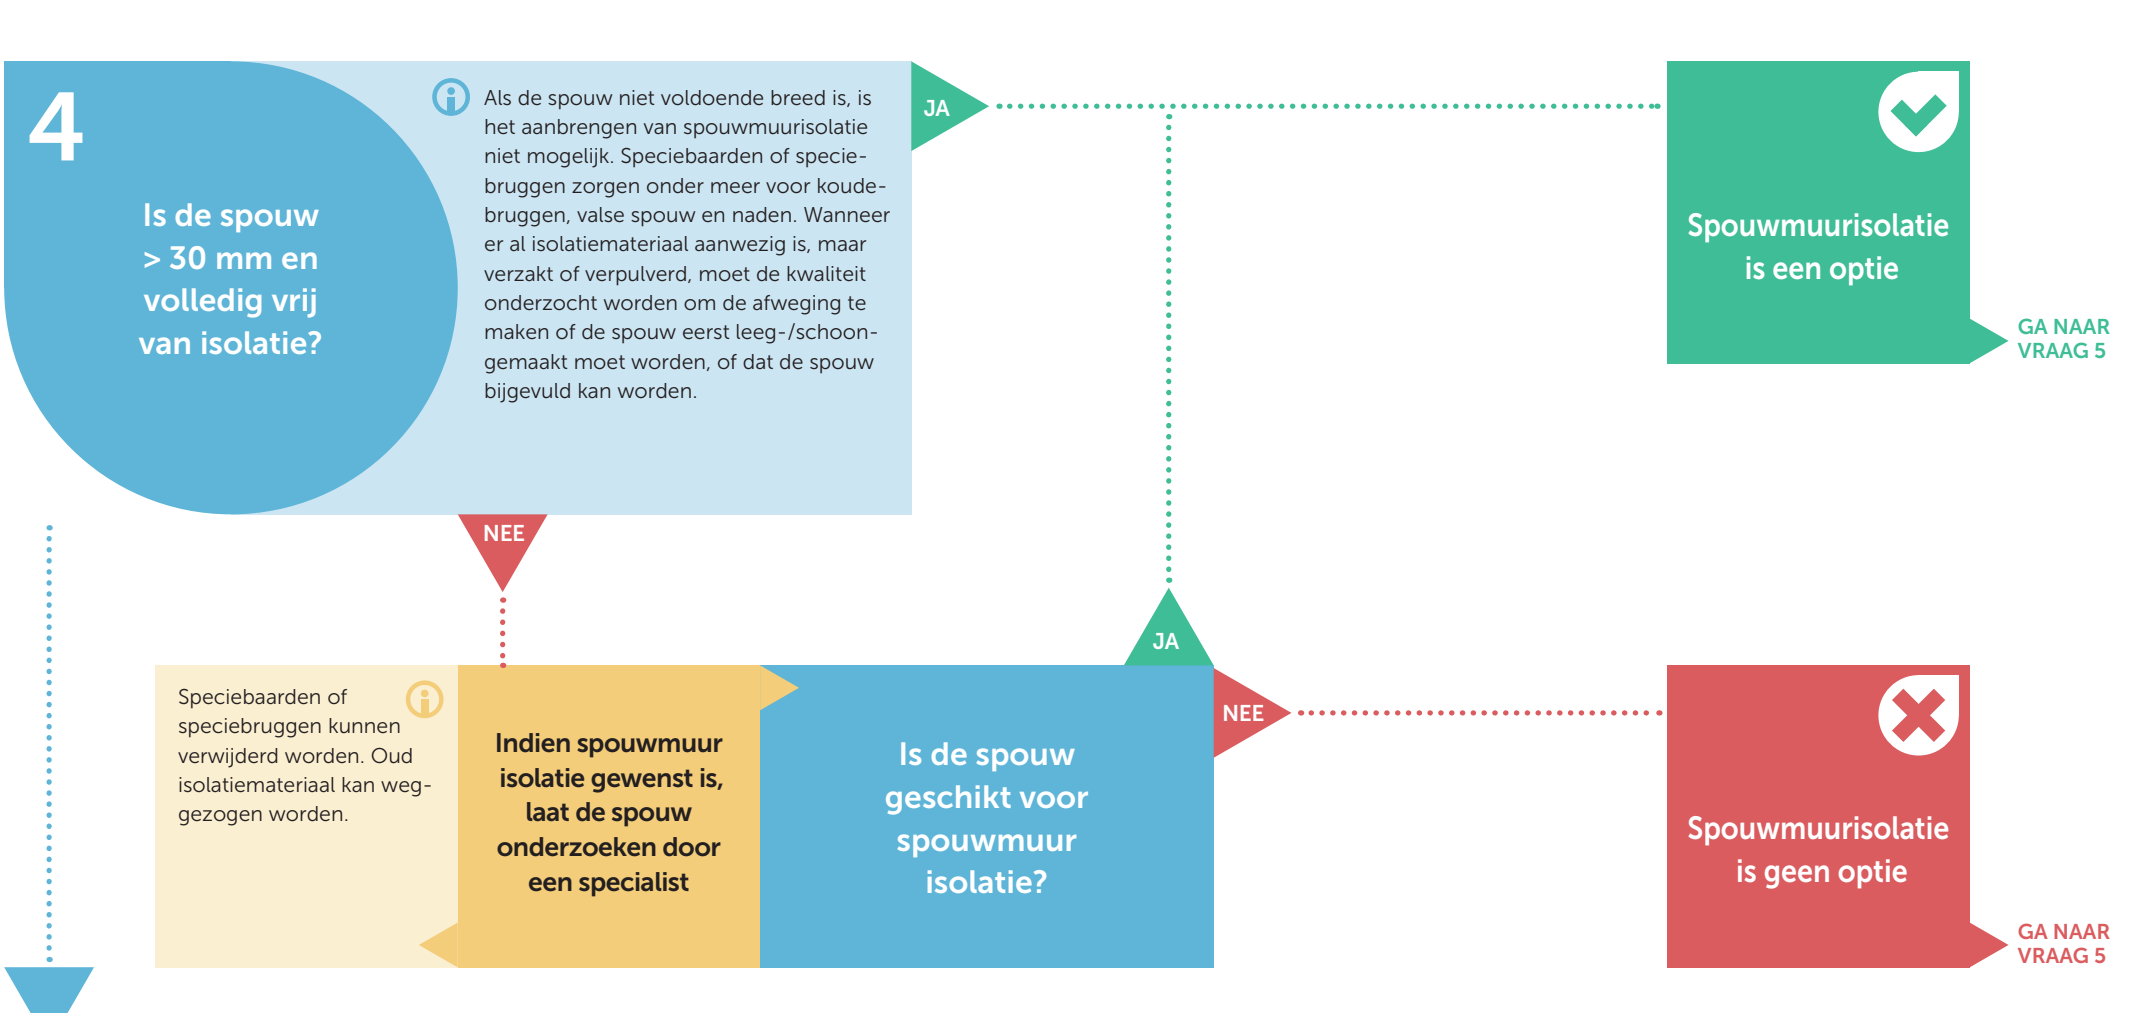 4
Is de spouw
> 30 mm en
volledig vrij
van isolatie?
Als de spouw niet voldoende breed is, is
het aanbrengen van spouwmuurisolatie
niet mogelijk. Speciebaarden of specie-
bruggen zorgen onder meer voor koude-
bruggen, valse spouw en naden. Wanneer
er al isolatiemateriaal aanwezig is, maar
verzakt of verpulverd, moet de kwaliteit
onderzocht worden om de afweging te
maken of de spouw eerst leeg-/schoon-
gemaakt moet worden, of dat de spouw
bijgevuld kan worden.
JA
Spouwmuurisolatie
is een optie
GA NAAR
VRAAG 5
NEE
Speciebaarden of
speciebruggen kunnen
verwijderd worden. Oud
isolatiemateriaal kan weg-
gezogen worden.
Indien spouwmuur
isolatie gewenst is,
laat de spouw
onderzoeken door
een specialist
Is de spouw
geschikt voor
spouwmuur
isolatie?
JA
NEE
Spouwmuurisolatie
is geen optie
GA NAAR
VRAAG 5